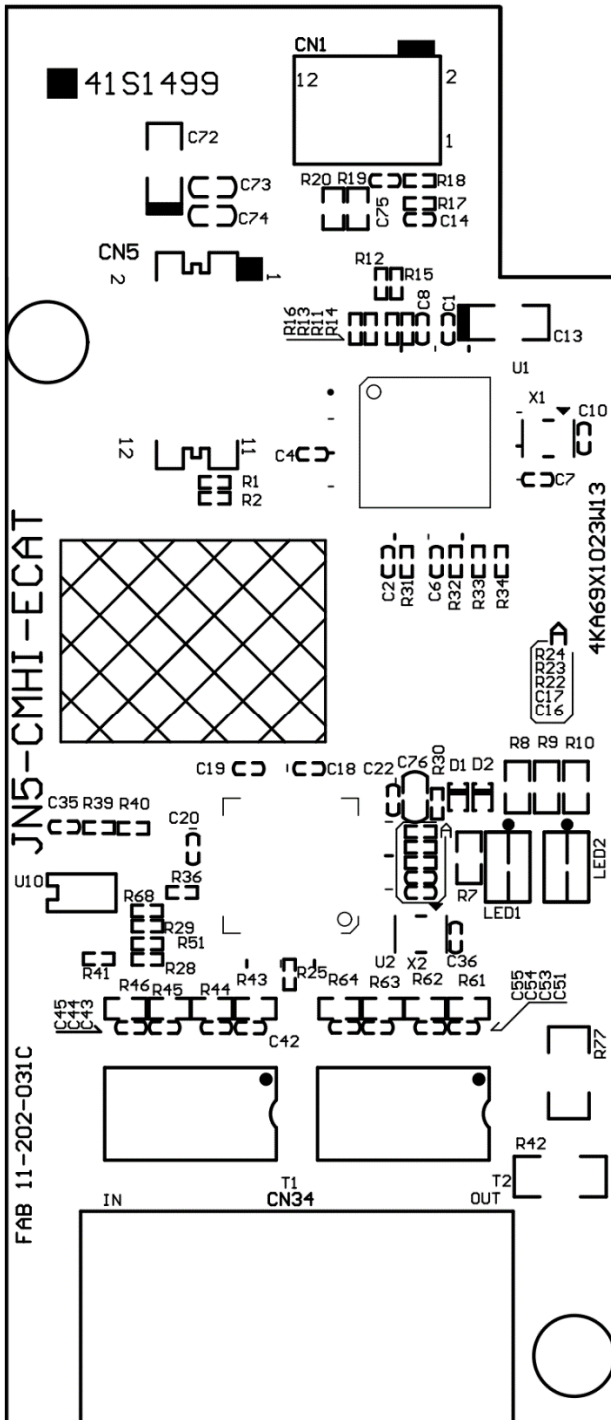 CN1
41S1499
12
2
C72
1
R20
R19
R18
C73
C75
R17
C74
C14
CN5
2
1
R12
R15
R16
R13
R11
R14
C8
C1
C13
U1
X1
C10
12
11
C4
C7
R1
R2
JN5-CMHI-ECAT
4KA69X1023W13
C2
R31
C6
R32
R33
R34
A
R24
R23
R22
C17
C16
R8
R9
R10
C19
C18
C22
C76
R30
D1
D2
C35
R39
R40
C20
A
LED2
U10
R36
R7
R68
LED1
R29
R51
U2
X2
C36
R41
R28
R25
R46
R45
R44
R43
R64
R63
R62
R61
C45
C44
C43
C42
C55
C54
C53
C51
R77
FAB 11-202-031C
R42
T1
T2
IN
CN34
OUT